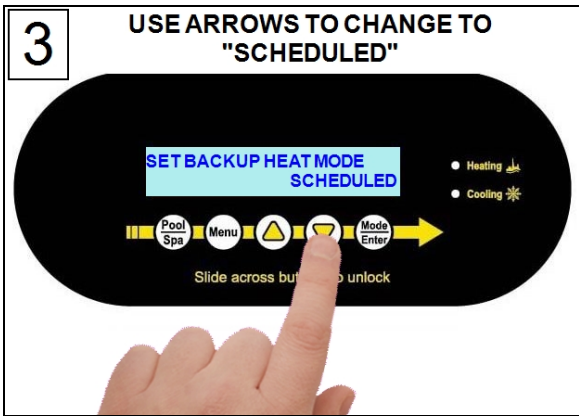 3
USE ARROWS TO CHANGE TO
"SCHEDULED"
SET BACKUP HEAT MODE
SCHEDULED
Heating
Cooling
Pool
Spa
Menu
Mode
Enter
Slide across but o unlock